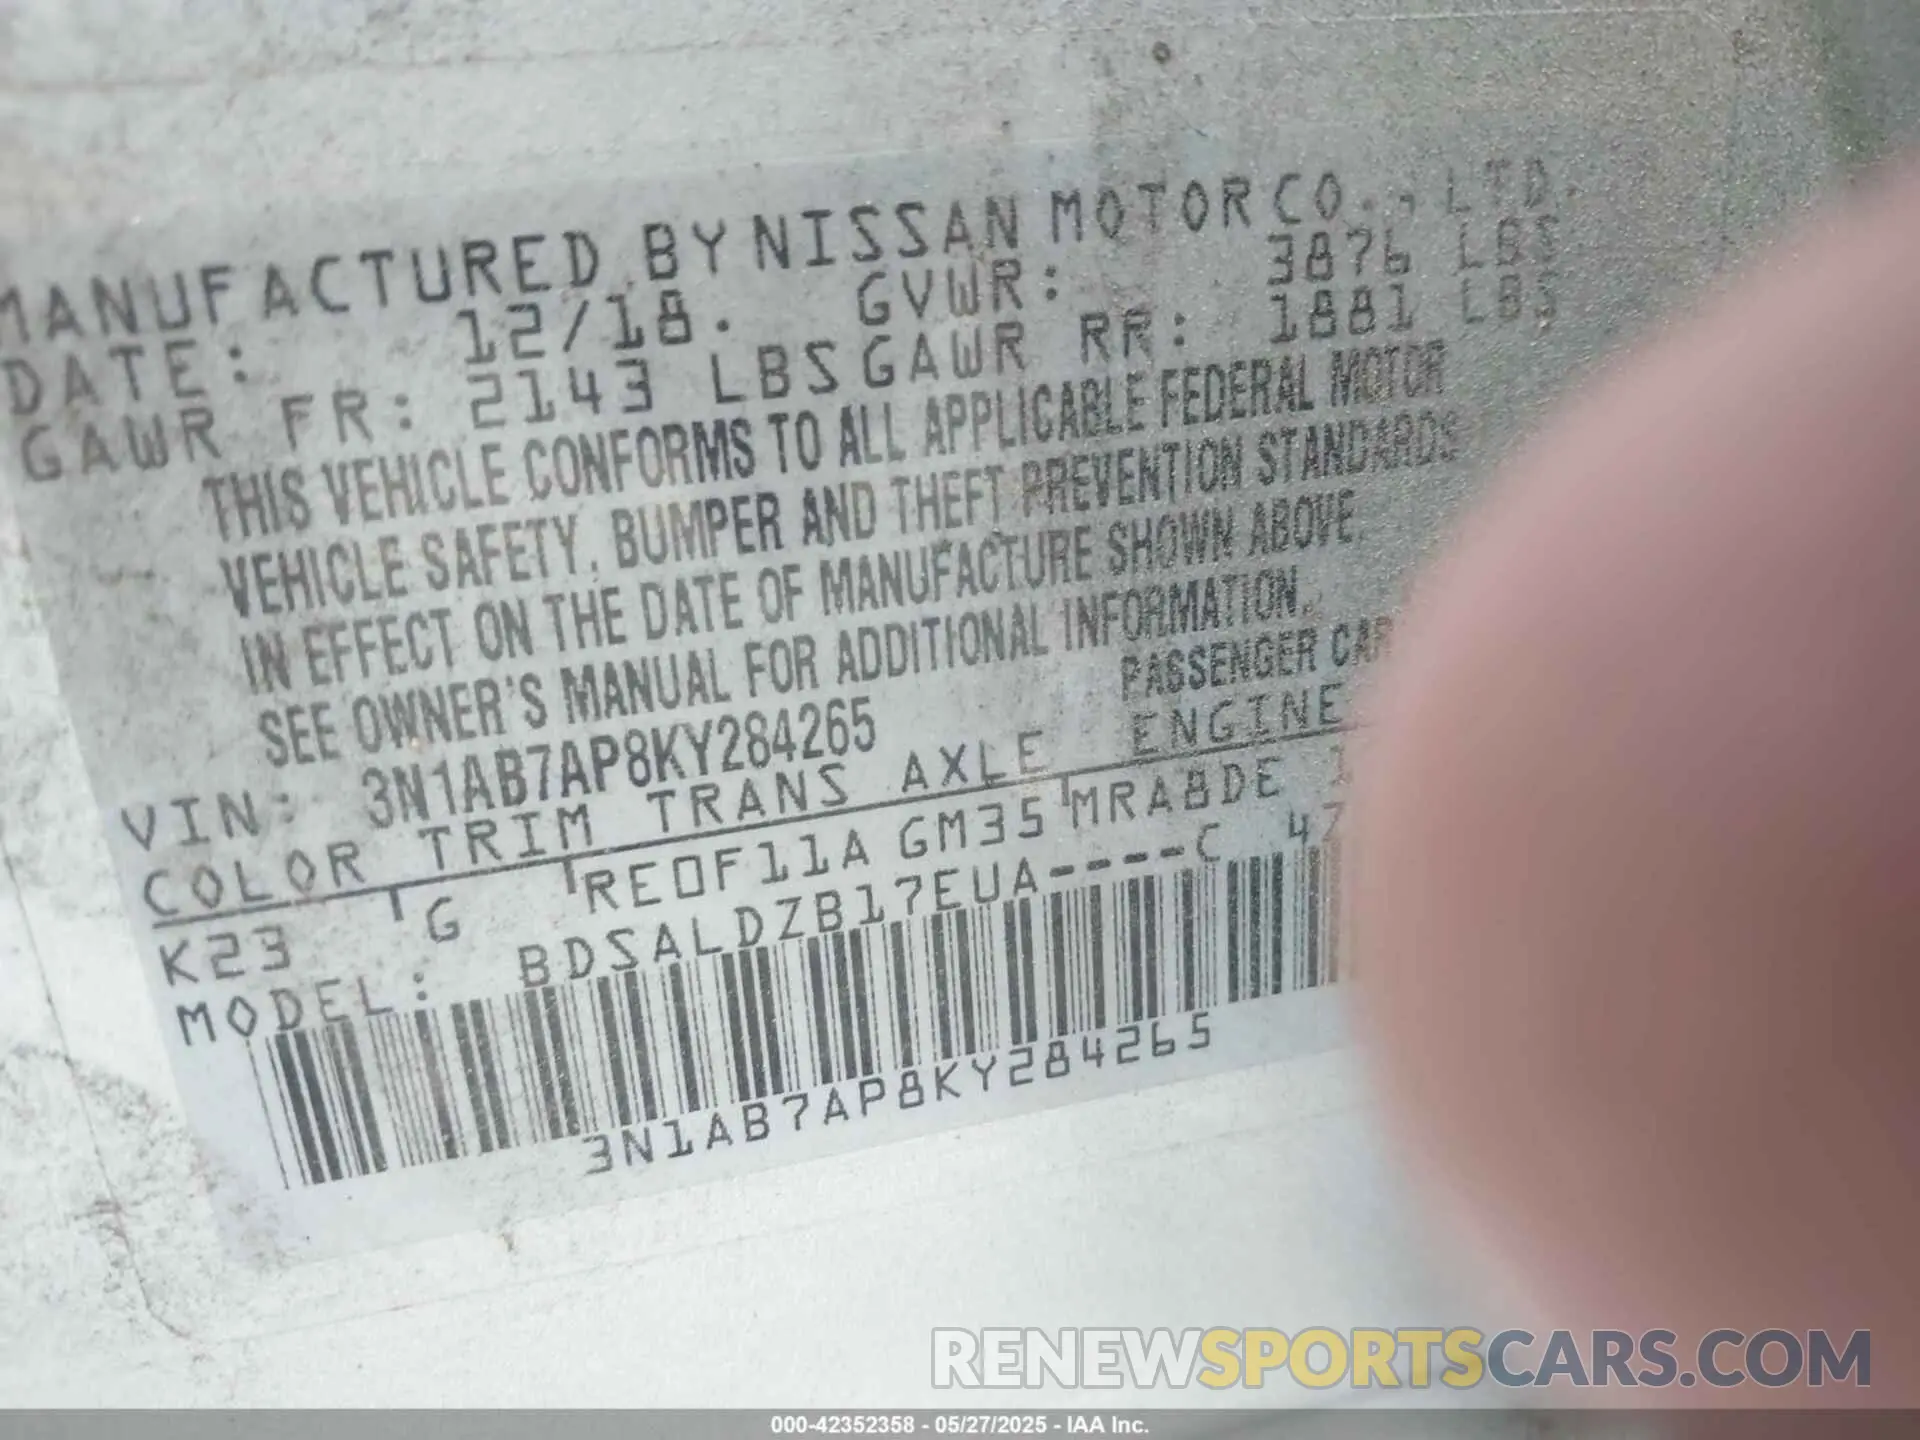 MANUFACTURED BY NISSAN MOTOR CO., LTD.
DATE: 12/18. GVWR: 3876 LBS
GAWR FR: 2143 LBS GAWR RR: 1881 LBS
THIS VEHICLE CONFORMS TO ALL APPLICABLE FEDERAL MOTOR
VEHICLE SAFETY, BUMPER AND THEFT PREVENTION STANDARDS
IN EFFECT ON THE DATE OF MANUFACTURE SHOWN ABOVE.
SEE OWNER'S MANUAL FOR ADDITIONAL INFORMATION.
VIN: 3N1AB7AP8KY284265 PASSENGER CAR
COLOR TRIM TRANS AXLE ENGINE
K23 G RE0F11A GM35 MRA8DE
MODEL: BDSALDZB17EUA----C 47
3N1AB7AP8KY284265
RENEWSPORTSCARS.COM
000-42352358 - 05/27/2025 - IAA Inc.